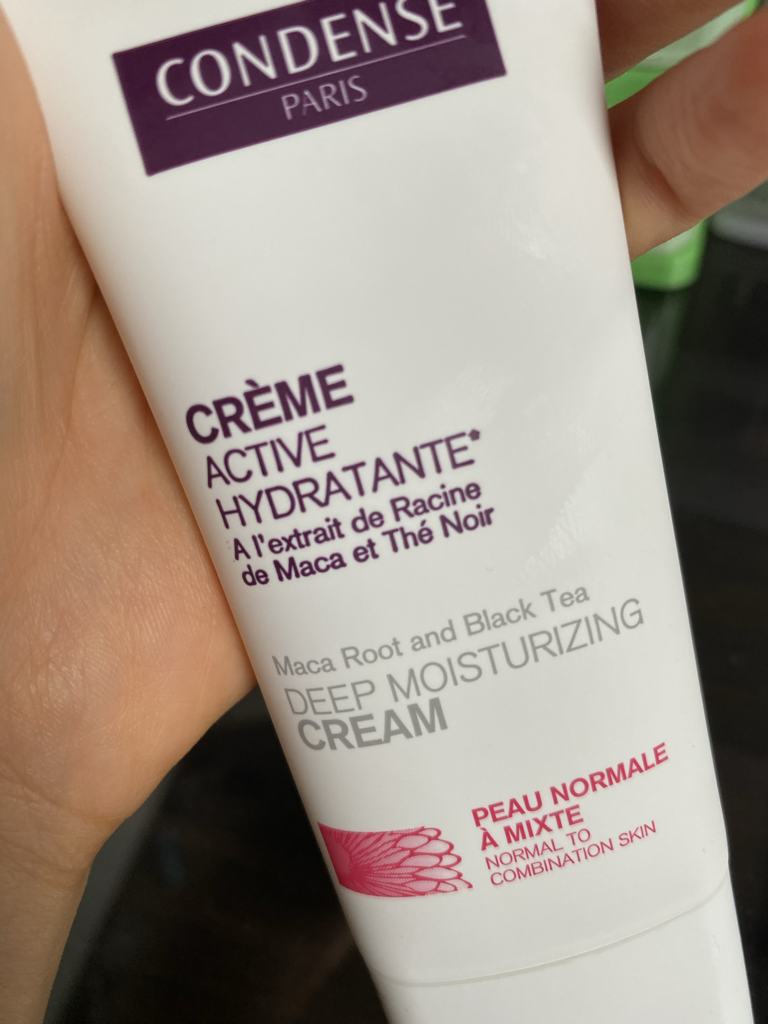 CONDENSE
PARIS
CRÈME
ACTIVE
HYDRATANTE*
A l'extrait de Racine
de Maca et Thé Noir
Maca Root and Black Tea
DEEP MOISTURIZING
CREAM
PEAU NORMALE
À MIXTE
NORMAL TO
COMBINATION SKIN